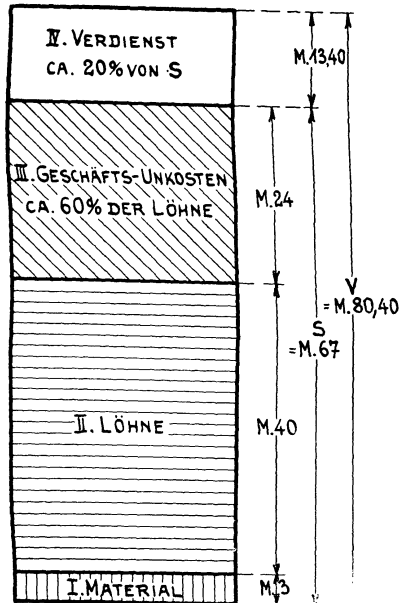 IV. VERDIENST
CA. 20% VON S
M.13,40
III. GESCHÄFTS-UNKOSTEN
CA. 60% DER LÖHNE
M.24
V
= M.80,40
S
=M.67
II. LÖHNE
M.40
I. MATERIAL
M.3